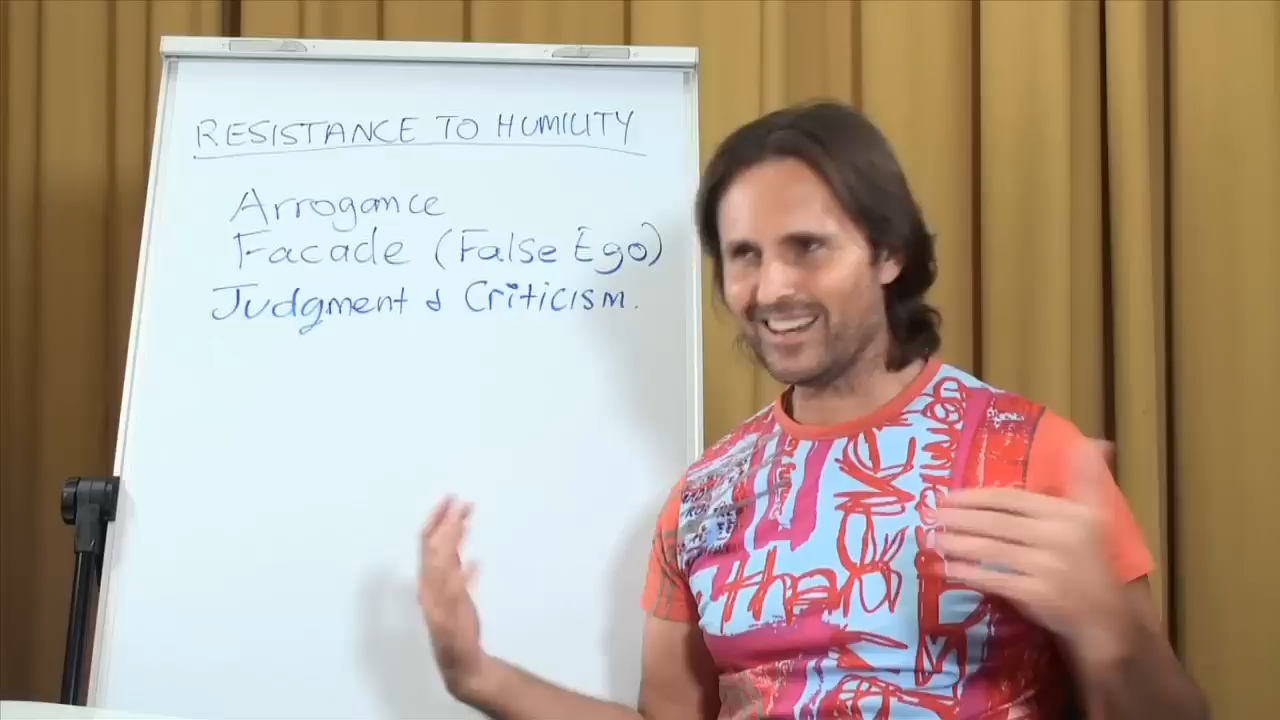 RESISTANCE TO HUMILITY
Arrogance
Facade (False Ego)
Judgment & Criticism.